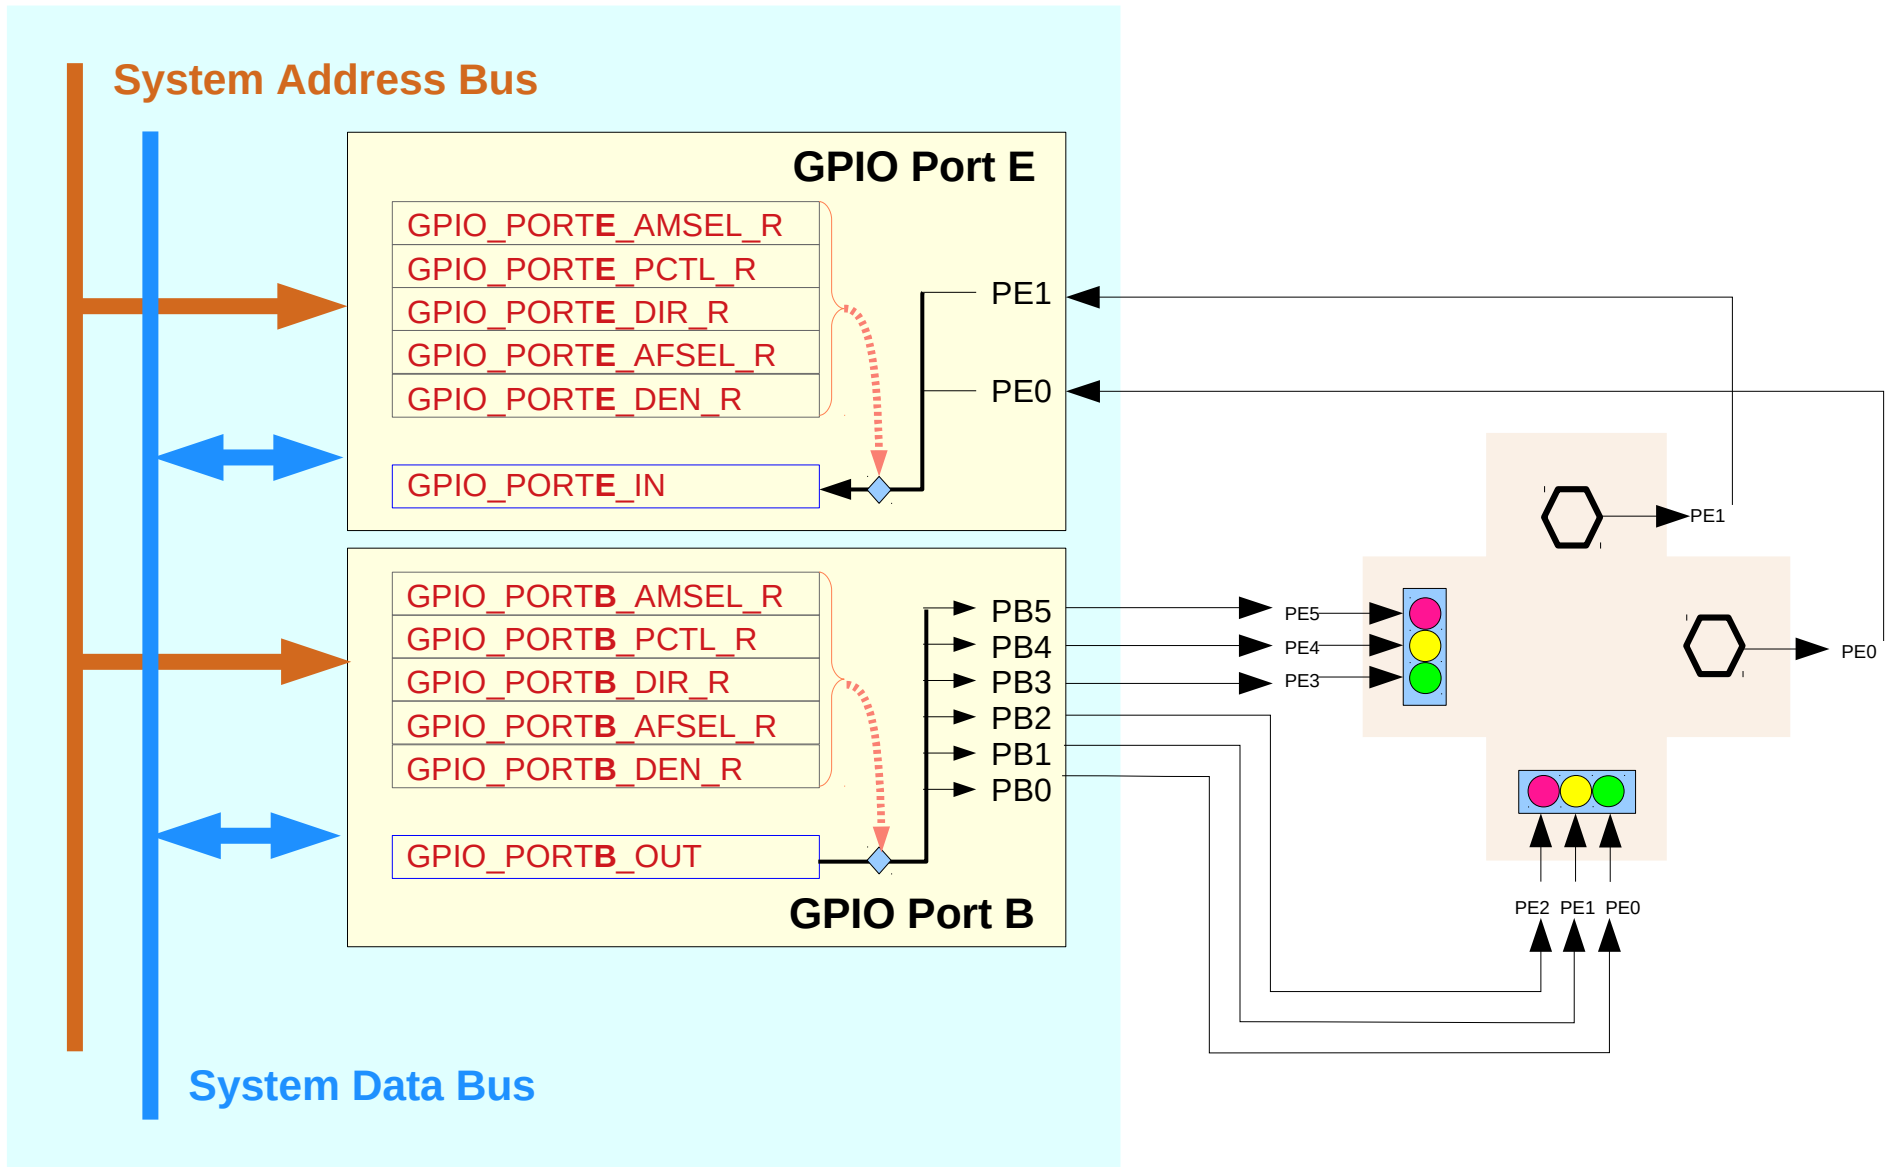 System Address Bus
GPIO Port E
GPIO_PORTE_AMSEL_R
GPIO_PORTE_PCTL_R
GPIO_PORTE_DIR_R
GPIO_PORTE_AFSEL_R
GPIO_PORTE_DEN_R
GPIO_PORTE_IN
PE1
PE0
GPIO_PORTB_AMSEL_R
GPIO_PORTB_PCTL_R
GPIO_PORTB_DIR_R
GPIO_PORTB_AFSEL_R
GPIO_PORTB_DEN_R
GPIO_PORTB_OUT
PB5
PB4
PB3
PB2
PB1
PB0
GPIO Port B
System Data Bus
PE1
PE0
PE5
PE4
PE3
PE2 PE1 PE0